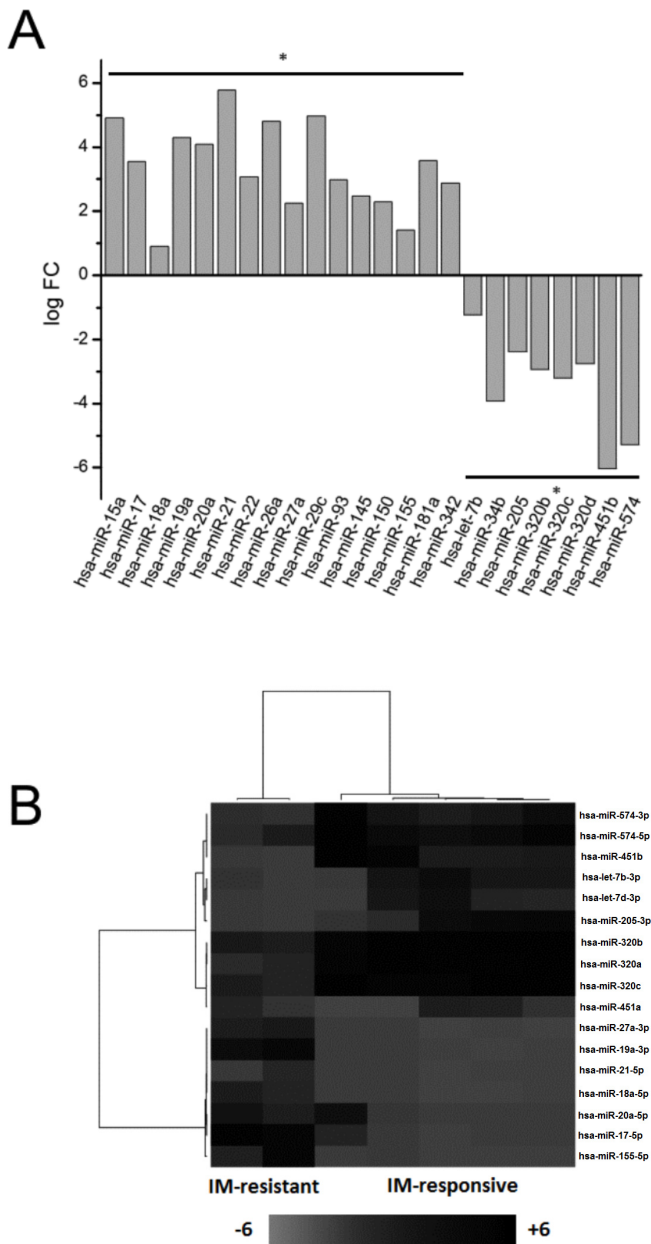 A
*
6
4
2
0
-2
-4
-6
log FC
*
hsa-miR-15a
hsa-miR-17
hsa-miR-18a
hsa-miR-19a
hsa-miR-20a
hsa-miR-21
hsa-miR-22
hsa-miR-26a
hsa-miR-27a
hsa-miR-29c
hsa-miR-93
hsa-miR-145
hsa-miR-150
hsa-miR-155
hsa-miR-181a
hsa-miR-342
hsa-let-7b
hsa-miR-34b
hsa-miR-205
hsa-miR-320b
hsa-miR-320c
hsa-miR-320d
hsa-miR-451b
hsa-miR-574
B
hsa-miR-574-3p
hsa-miR-574-5p
hsa-miR-451b
hsa-let-7b-3p
hsa-let-7d-3p
hsa-miR-205-3p
hsa-miR-320b
hsa-miR-320a
hsa-miR-320c
hsa-miR-451a
hsa-miR-27a-3p
hsa-miR-19a-3p
hsa-miR-21-5p
hsa-miR-18a-5p
hsa-miR-20a-5p
hsa-miR-17-5p
hsa-miR-155-5p
IM-resistant IM-responsive
-6 +6